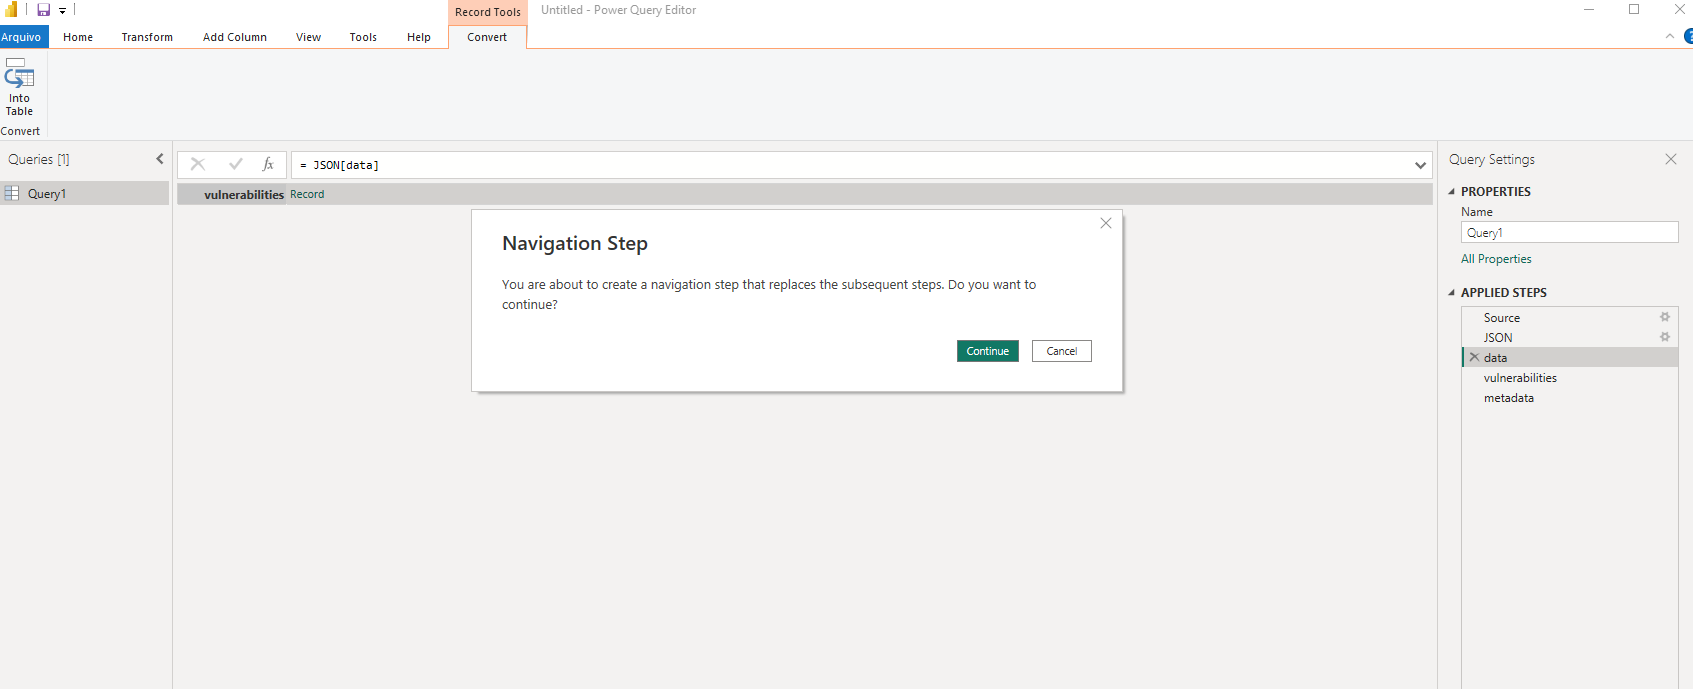 Record Tools
Untitled - Power Query Editor
Arquivo
Home
Transform
Add Column
View
Tools
Help
Convert
Into
Table
Convert
Queries [1]
fx
= JSON[data]
Query Settings
Query1
vulnerabilities Record
PROPERTIES
Name
Query1
All Properties
APPLIED STEPS
Source
JSON
data
vulnerabilities
metadata
Navigation Step
You are about to create a navigation step that replaces the subsequent steps. Do you want to
continue?
Continue
Cancel